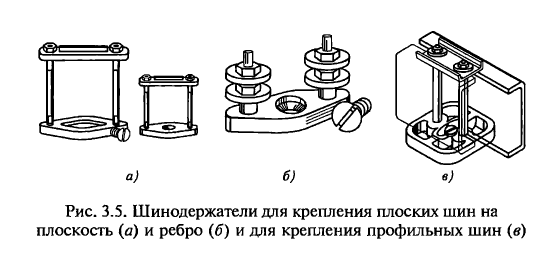 а) б) в)
Рис. 3.5. Шинодержатели для крепления плоских шин на
плоскость (а) и ребро (б) и для крепления профильных шин (в)